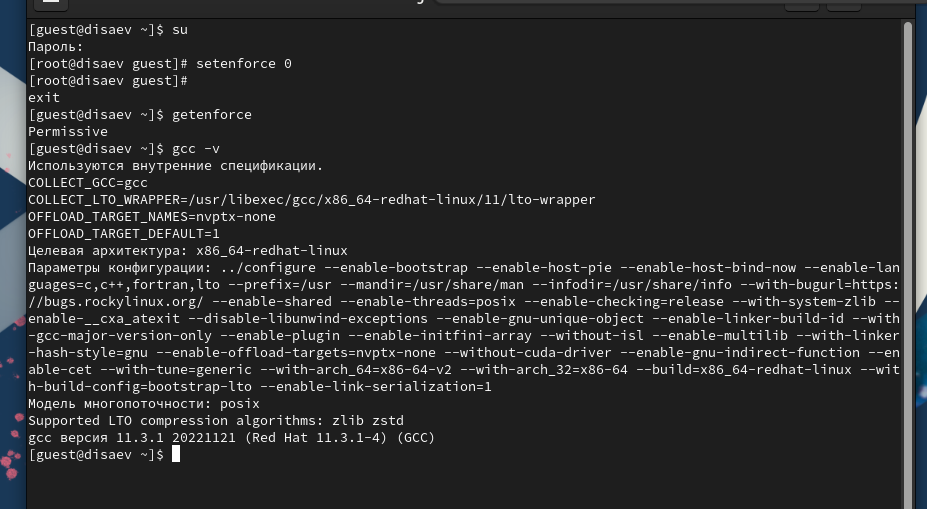 [guest@disaev ~]$ su
Пароль:
[root@disaev guest]# setenforce 0
[root@disaev guest]#
exit
[guest@disaev ~]$ getenforce
Permissive
[guest@disaev ~]$ gcc -v
Используются внутренние спецификации.
COLLECT_GCC=gcc
COLLECT_LTO_WRAPPER=/usr/libexec/gcc/x86_64-redhat-linux/11/lto-wrapper
OFFLOAD_TARGET_NAMES=nvptx-none
OFFLOAD_TARGET_DEFAULT=1
Целевая архитектура: x86_64-redhat-linux
Параметры конфигурации: ../configure --enable-bootstrap --enable-host-pie --enable-host-bind-now --enable-lan
guages=c,c++,fortran,lto --prefix=/usr --mandir=/usr/share/man --infodir=/usr/share/info --with-bugurl=https:
//bugs.rockylinux.org/ --enable-shared --enable-threads=posix --enable-checking=release --with-system-zlib --
enable-__cxa_atexit --disable-libunwind-exceptions --enable-gnu-unique-object --enable-linker-build-id --with
-gcc-major-version-only --enable-plugin --enable-initfini-array --without-isl --enable-multilib --with-linker
-hash-style=gnu --enable-offload-targets=nvptx-none --without-cuda-driver --enable-gnu-indirect-function --en
able-cet --with-tune=generic --with-arch_64=x86-64-v2 --with-arch_32=x86-64 --build=x86_64-redhat-linux --wit
h-build-config=bootstrap-lto --enable-link-serialization=1
Модель многопоточности: posix
Supported LTO compression algorithms: zlib zstd
gcc версия 11.3.1 20221121 (Red Hat 11.3.1-4) (GCC)
[guest@disaev ~]$